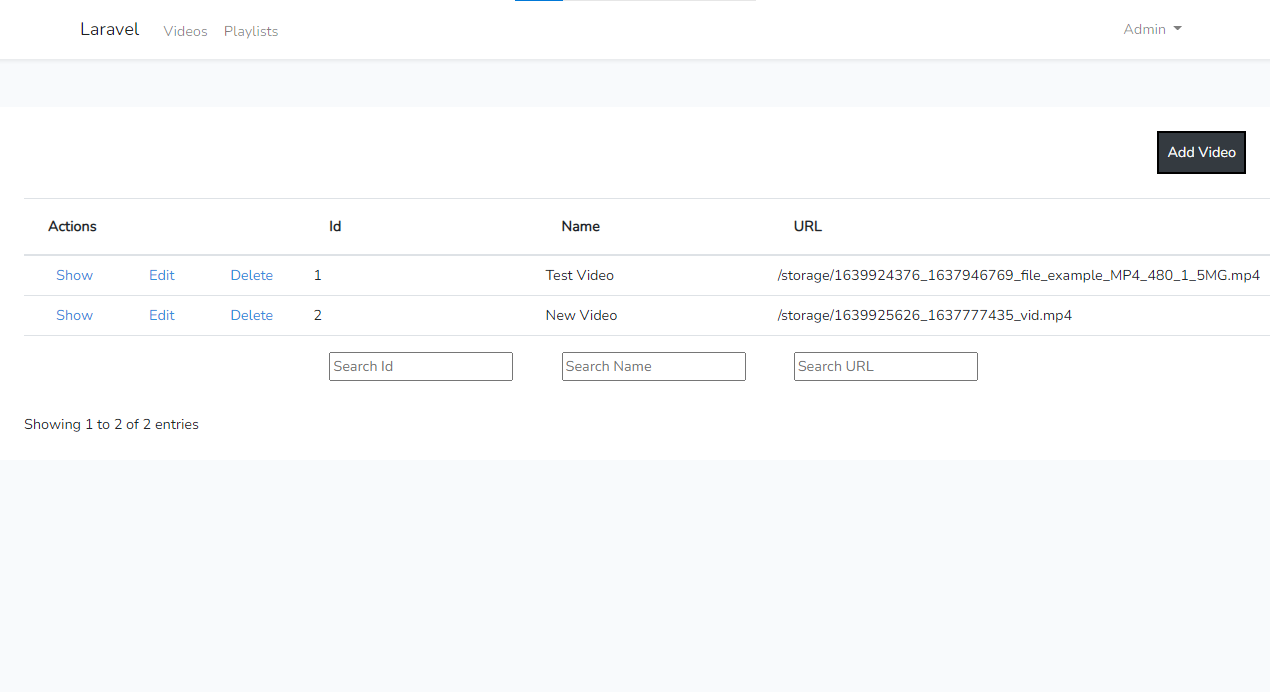 Laravel Videos Playlists Admin
Add Video
Actions Id Name URL
Show Edit Delete 1 Test Video /storage/1639924376_1637946769_file_example_MP4_480_1_5MG.mp4
Show Edit Delete 2 New Video /storage/1639925626_1637777435_vid.mp4
Search Id Search Name Search URL
Showing 1 to 2 of 2 entries